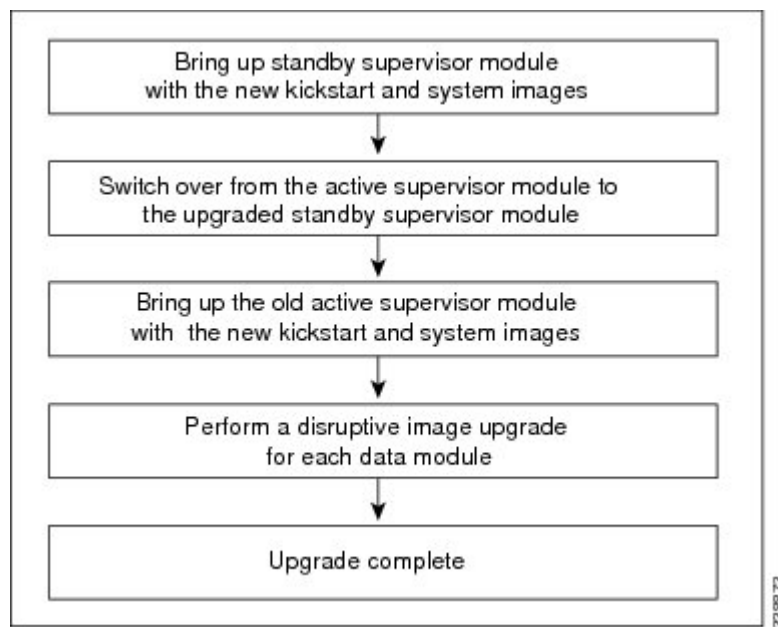 Bring up standby supervisor module
with the new kickstart and system images
Switch over from the active supervisor module to
the upgraded standby supervisor module
Bring up the old active supervisor module
with the new kickstart and system images
Perform a disruptive image upgrade
for each data module
Upgrade complete